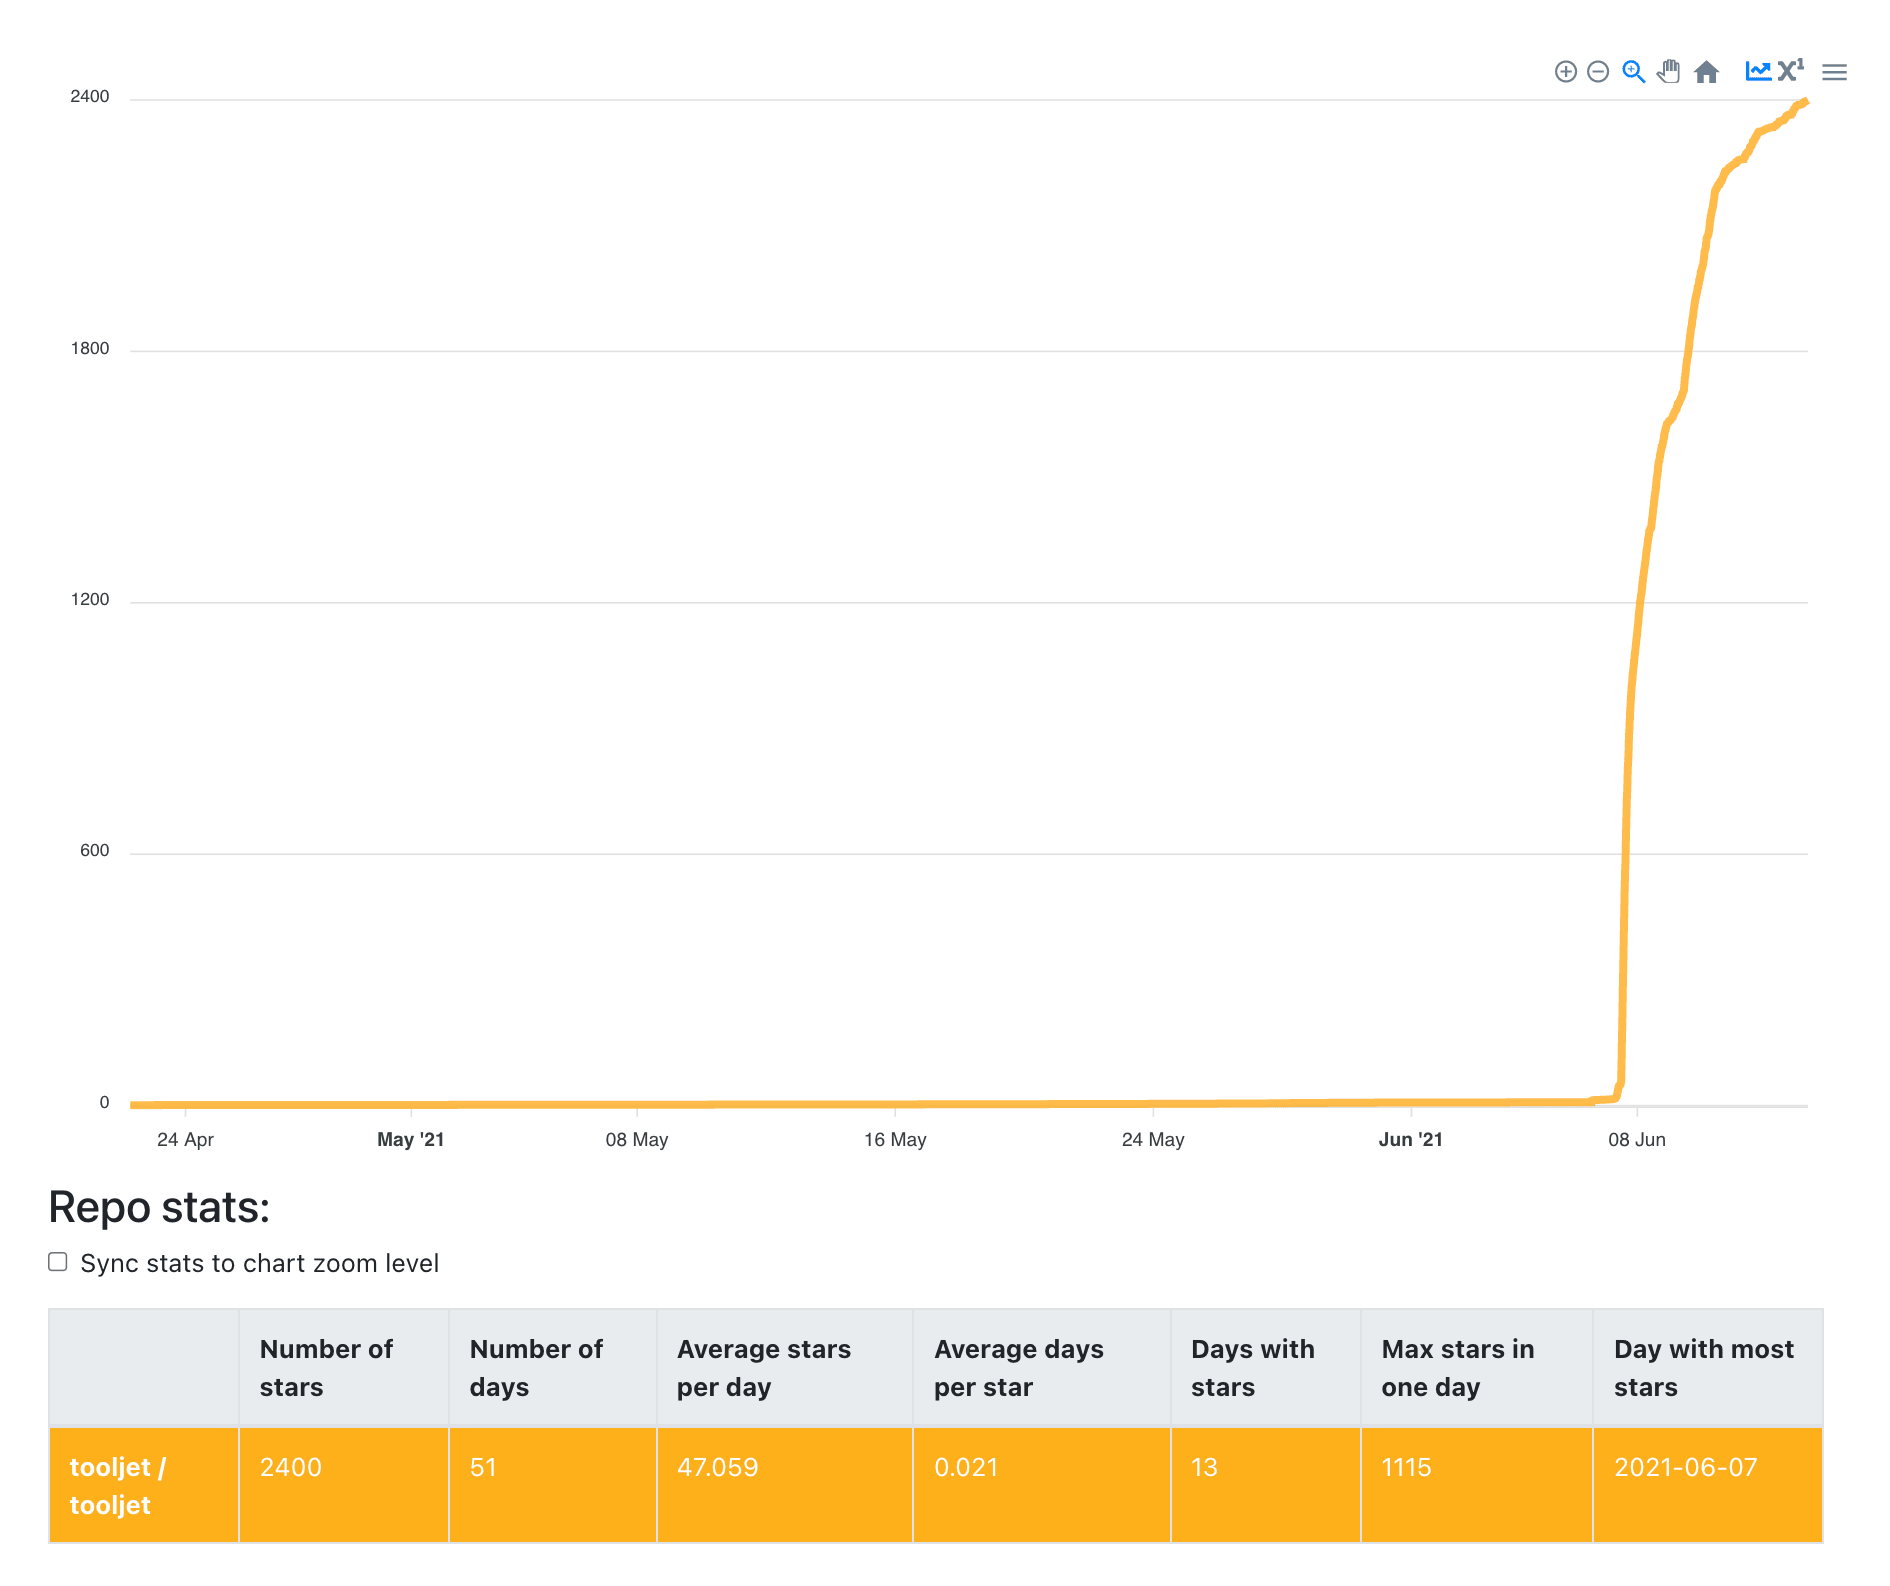 2400
1800
1200
600
0
24 Apr May '21 08 May 16 May 24 May Jun '21 08 Jun
Repo stats:
Sync stats to chart zoom level
Number of stars Number of days Average stars per day Average days per star Days with stars Max stars in one day Day with most stars
tooljet / tooljet 2400 51 47.059 0.021 13 1115 2021-06-07